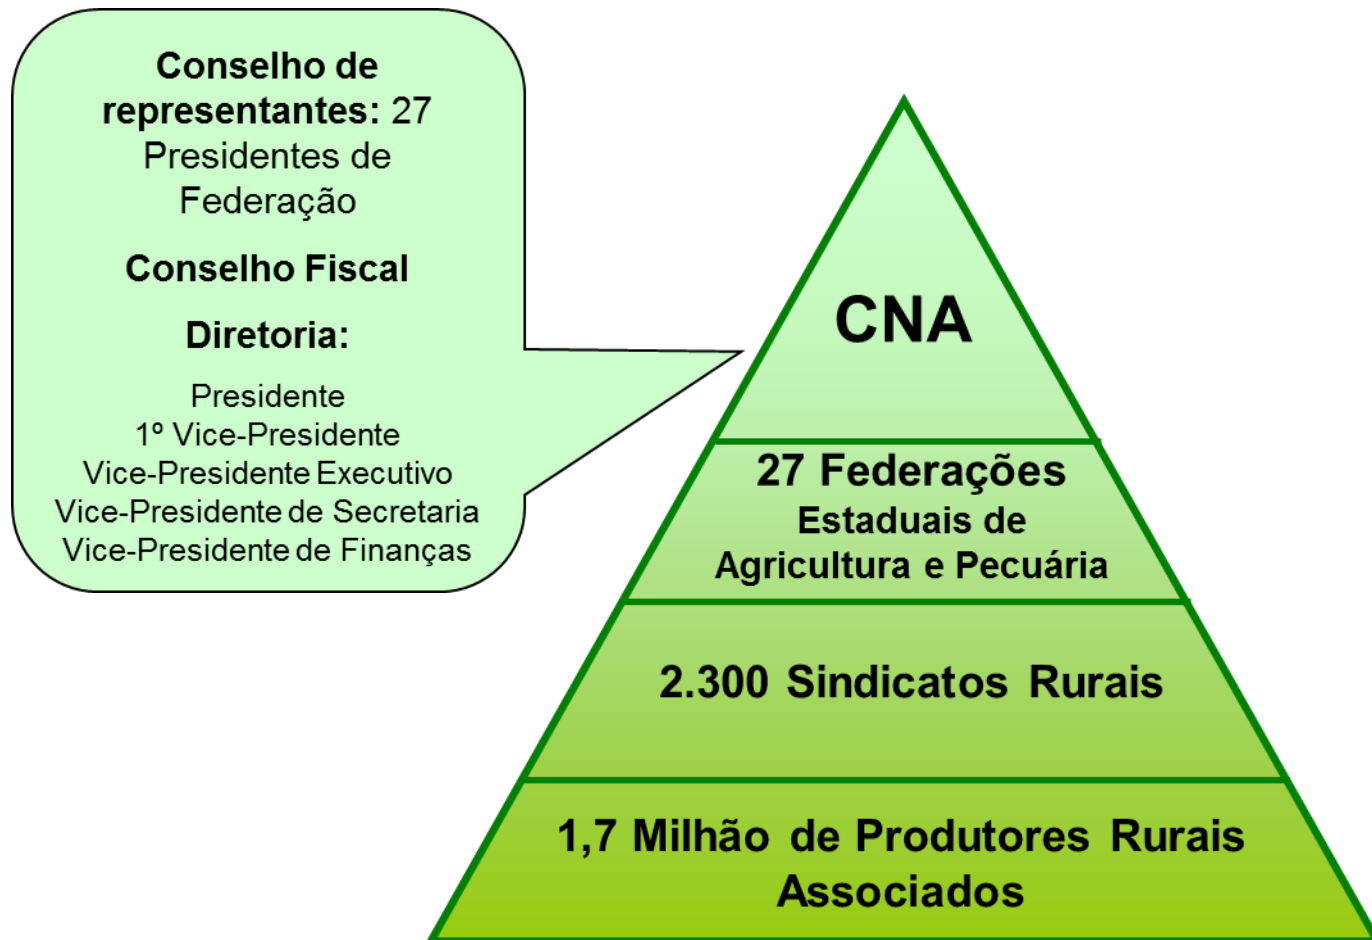 Conselho de
representantes: 27
Presidentes de
Federação
Conselho Fiscal
Diretoria:
Presidente
1º Vice-Presidente
Vice-Presidente Executivo
Vice-Presidente de Secretaria
Vice-Presidente de Finanças
CNA
27 Federações
Estaduais de
Agricultura e Pecuária
2.300 Sindicatos Rurais
1,7 Milhão de Produtores Rurais
Associados